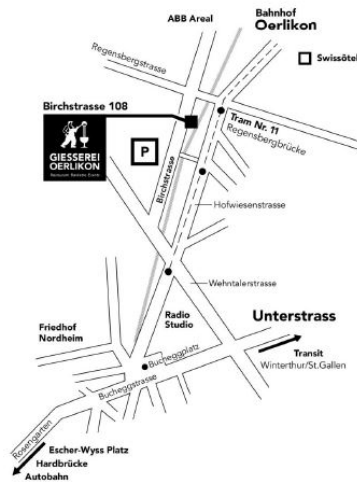 Bahnhof
Oerlikon
ABB Areal
Regensbergstrasse
Swissôtel
Birchstrasse 108
GIESSEREI
OERLIKON
P
Tram Nr. 11
Regensbergbrücke
Birchstrasse
Hofwiesenstrasse
Wehntalerstrasse
Radio
Studio
Unterstrass
Friedhof
Nordheim
Bucheggplatz
Transit
Winterthur/St.Gallen
Bucheggstrasse
Rosengarten
Escher-Wyss Platz
Hardbrücke
Autobahn